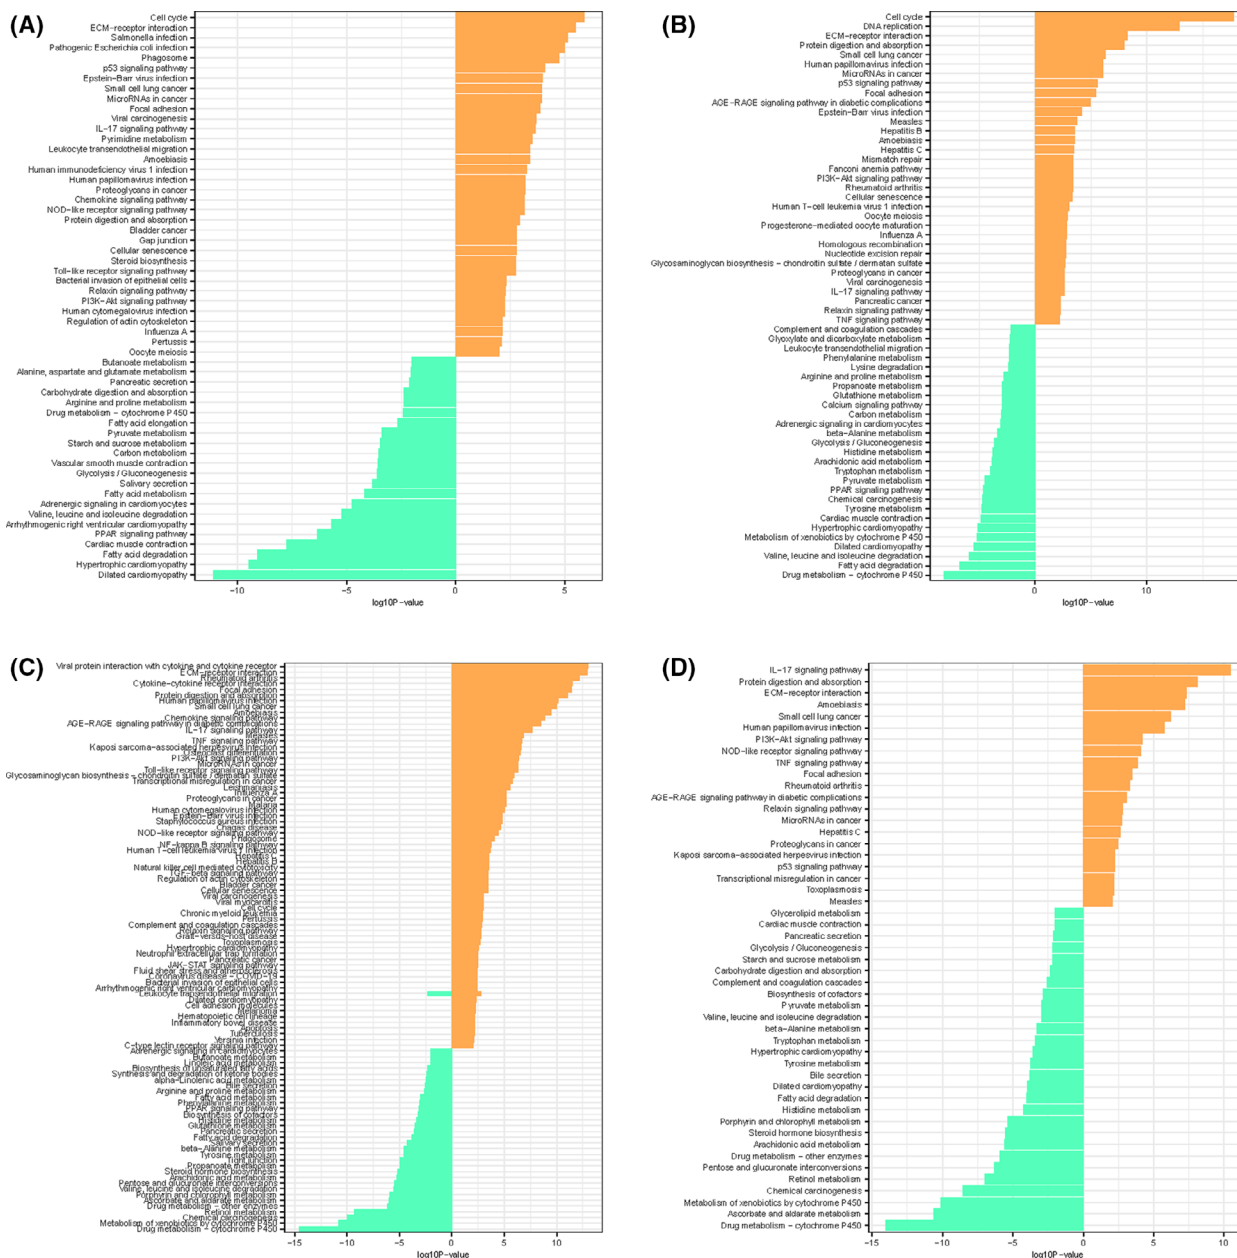 (A)
Cell cycle
ECM-receptor interaction
Salmonella infection
Pathogenic Escherichia coli infection
Phagosome
p53 signaling pathway
Epstein-Barr virus infection
Small cell lung cancer
MicroRNAs in cancer
Focal adhesion
Viral carcinogenesis
IL-17 signaling pathway
Pyrimidine metabolism
Leukocyte transendothelial migration
Amoebiasis
Human immunodeficiency virus 1 infection
Human papillomavirus infection
Proteoglycans in cancer
Chemokine signaling pathway
NOD-like receptor signaling pathway
Protein digestion and absorption
Bladder cancer
Gap junction
Cellular senescence
Steroid biosynthesis
Toll-like receptor signaling pathway
Bacterial invasion of epithelial cells
Relaxin signaling pathway
PI3K-Akt signaling pathway
Human cytomegalovirus infection
Regulation of actin cytoskeleton
Influenza A
Pertussis
Oocyte meiosis
Butanoate metabolism
Alanine, aspartate and glutamate metabolism
Pancreatic secretion
Carbohydrate digestion and absorption
Arginine and proline metabolism
Drug metabolism - cytochrome P450
Fatty acid elongation
Pyruvate metabolism
Starch and sucrose metabolism
Carbon metabolism
Vascular smooth muscle contraction
Glycolysis / Gluconeogenesis
Salivary secretion
Fatty acid metabolism
Adrenergic signaling in cardiomyocytes
Valine, leucine and isoleucine degradation
Arrhythmogenic right ventricular cardiomyopathy
PPAR signaling pathway
Cardiac muscle contraction
Fatty acid degradation
Hypertrophic cardiomyopathy
Dilated cardiomyopathy
-10 -5 0 5
log10P-value
(B)
Cell cycle
DNA replication
ECM-receptor interaction
Protein digestion and absorption
Small cell lung cancer
Human papillomavirus infection
MicroRNAs in cancer
p53 signaling pathway
Focal adhesion
AGE-RAGE signaling pathway in diabetic complications
Epstein-Barr virus infection
Measles
Hepatitis B
Amoebiasis
Hepatitis C
Mismatch repair
Fanconi anemia pathway
PI3K-Akt signaling pathway
Rheumatoid arthritis
Cellular senescence
Human T-cell leukemia virus 1 infection
Oocyte meiosis
Progesterone-mediated oocyte maturation
Influenza A
Homologous recombination
Nucleotide excision repair
Glycosaminoglycan biosynthesis - chondroitin sulfate / dermatan sulfate
Proteoglycans in cancer
Viral carcinogenesis
IL-17 signaling pathway
Pancreatic cancer
Relaxin signaling pathway
TNF signaling pathway
Complement and coagulation cascades
Glyoxylate and dicarboxylate metabolism
Leukocyte transendothelial migration
Phenylalanine metabolism
Lysine degradation
Arginine and proline metabolism
Propanoate metabolism
Glutathione metabolism
Calcium signaling pathway
Carbon metabolism
Adrenergic signaling in cardiomyocytes
beta-Alanine metabolism
Glycolysis / Gluconeogenesis
Histidine metabolism
Arachidonic acid metabolism
Tryptophan metabolism
Pyruvate metabolism
PPAR signaling pathway
Chemical carcinogenesis
Tyrosine metabolism
Cardiac muscle contraction
Hypertrophic cardiomyopathy
Metabolism of xenobiotics by cytochrome P450
Dilated cardiomyopathy
Valine, leucine and isoleucine degradation
Fatty acid degradation
Drug metabolism - cytochrome P450
0 10
log10P-value
(C)
Viral protein interaction with cytokine and cytokine receptor
ECM-receptor interaction
Rheumatoid arthritis
Cytokine-cytokine receptor interaction
Focal adhesion
Protein digestion and absorption
Human papillomavirus infection
Small cell lung cancer
Amoebiasis
Chemokine signaling pathway
AGE-RAGE signaling pathway in diabetic complications
IL-17 signaling pathway
Measles
TNF signaling pathway
Kaposi sarcoma-associated herpesvirus infection
Osteoclast differentiation
PI3K-Akt signaling pathway
MicroRNAs in cancer
Toll-like receptor signaling pathway
Glycosaminoglycan biosynthesis - chondroitin sulfate / dermatan sulfate
Transcriptional misregulation in cancer
Leishmaniasis
Influenza A
Proteoglycans in cancer
Malaria
Human cytomegalovirus infection
Epstein-Barr virus infection
Staphylococcus aureus infection
Chagas disease
NOD-like receptor signaling pathway
Phagosome
NF-kappa B signaling pathway
Human T-cell leukemia virus 1 infection
Hepatitis C
Hepatitis B
Natural killer cell mediated cytotoxicity
TGF-beta signaling pathway
Regulation of actin cytoskeleton
Bladder cancer
Cellular senescence
Viral carcinogenesis
Viral myocarditis
Cell cycle
Chronic myeloid leukemia
Pertussis
Complement and coagulation cascades
Relaxin signaling pathway
Graft-versus-host disease
Toxoplasmosis
Hypertrophic cardiomyopathy
Neutrophil extracellular trap formation
Pancreatic cancer
JAK-STAT signaling pathway
Fluid shear stress and atherosclerosis
Coronavirus disease - COVID-19
Bacterial invasion of epithelial cells
Arrhythmogenic right ventricular cardiomyopathy
Leukocyte transendothelial migration
Dilated cardiomyopathy
Cell adhesion molecules
Melanoma
Hematopoietic cell lineage
Inflammatory bowel disease
Apoptosis
Tuberculosis
Yersinia infection
C-type lectin receptor signaling pathway
Adrenergic signaling in cardiomyocytes
Butanoate metabolism
Linoleic acid metabolism
Biosynthesis of unsaturated fatty acids
Synthesis and degradation of ketone bodies
alpha-Linolenic acid metabolism
Bile secretion
Arginine and proline metabolism
Fatty acid metabolism
Phenylalanine metabolism
PPAR signaling pathway
Biosynthesis of cofactors
Histidine metabolism
Glutathione metabolism
Pancreatic secretion
Fatty acid degradation
Salivary secretion
beta-Alanine metabolism
Tyrosine metabolism
Tight junction
Propanoate metabolism
Steroid hormone biosynthesis
Arachidonic acid metabolism
Pentose and glucuronate interconversions
Valine, leucine and isoleucine degradation
Porphyrin and chlorophyll metabolism
Ascorbate and aldarate metabolism
Drug metabolism - other enzymes
Retinol metabolism
Chemical carcinogenesis
Metabolism of xenobiotics by cytochrome P450
Drug metabolism - cytochrome P450
-15 -10 -5 0 5 10
log10P-value
(D)
IL-17 signaling pathway
Protein digestion and absorption
ECM-receptor interaction
Amoebiasis
Small cell lung cancer
Human papillomavirus infection
PI3K-Akt signaling pathway
NOD-like receptor signaling pathway
TNF signaling pathway
Focal adhesion
Rheumatoid arthritis
AGE-RAGE signaling pathway in diabetic complications
Relaxin signaling pathway
MicroRNAs in cancer
Hepatitis C
Proteoglycans in cancer
Kaposi sarcoma-associated herpesvirus infection
p53 signaling pathway
Transcriptional misregulation in cancer
Toxoplasmosis
Measles
Glycerolipid metabolism
Cardiac muscle contraction
Pancreatic secretion
Glycolysis / Gluconeogenesis
Starch and sucrose metabolism
Carbohydrate digestion and absorption
Complement and coagulation cascades
Biosynthesis of cofactors
Pyruvate metabolism
Valine, leucine and isoleucine degradation
beta-Alanine metabolism
Tryptophan metabolism
Hypertrophic cardiomyopathy
Tyrosine metabolism
Bile secretion
Dilated cardiomyopathy
Fatty acid degradation
Histidine metabolism
Porphyrin and chlorophyll metabolism
Steroid hormone biosynthesis
Arachidonic acid metabolism
Drug metabolism - other enzymes
Pentose and glucuronate interconversions
Retinol metabolism
Chemical carcinogenesis
Metabolism of xenobiotics by cytochrome P450
Ascorbate and aldarate metabolism
Drug metabolism - cytochrome P450
-15 -10 -5 0 5 10
log10P-value